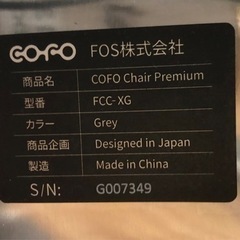 COFO FOS株式会社
商品名 COFO Chair Premium
型番 FCC-XG
カラー Grey
商品企画 Designed in Japan
製造 Made in China
S/N: G007349